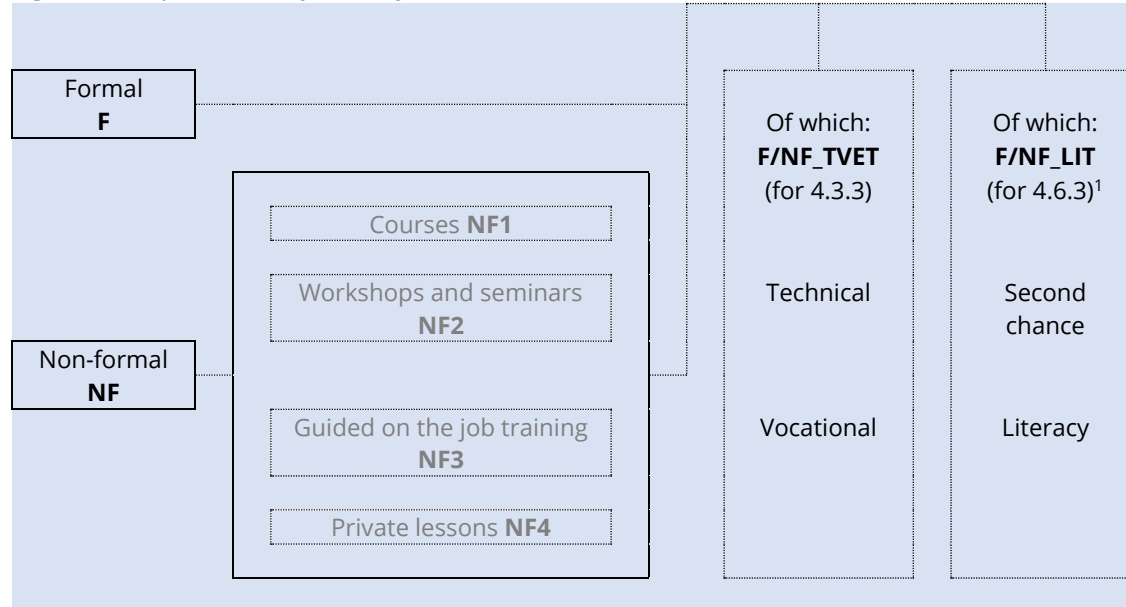 Formal
F
Of which:
F/NF_TVET
(for 4.3.3)
Of which:
F/NF_LIT
(for 4.6.3)¹
Courses NF1
Workshops and seminars
NF2
Technical
Second
chance
Non-formal
NF
Guided on the job training
NF3
Vocational
Literacy
Private lessons NF4